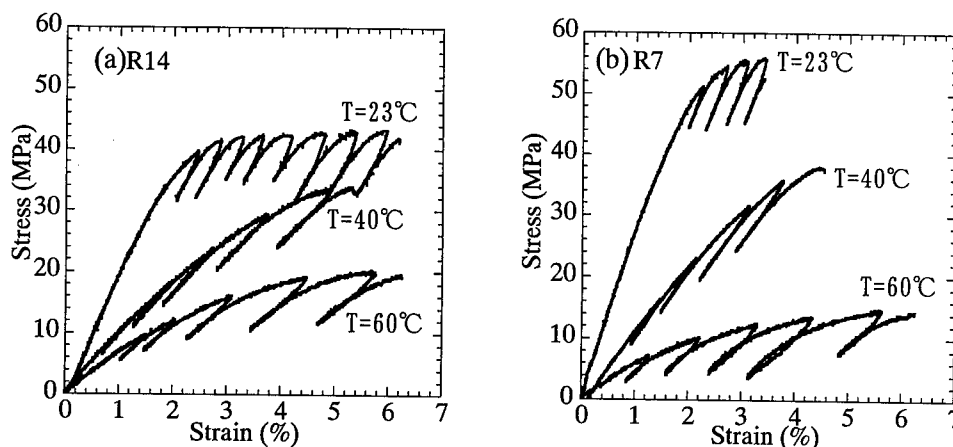 (a)R14
T=23℃
T=40℃
T=60℃
Stress (MPa)
60
50
40
30
20
10
0
0 1 2 3 4 5 6 7
Strain (%)
(b) R7
T=23℃
T=40℃
T=60℃
Stress (MPa)
60
50
40
30
20
10
0
0 1 2 3 4 5 6 7
Strain (%)